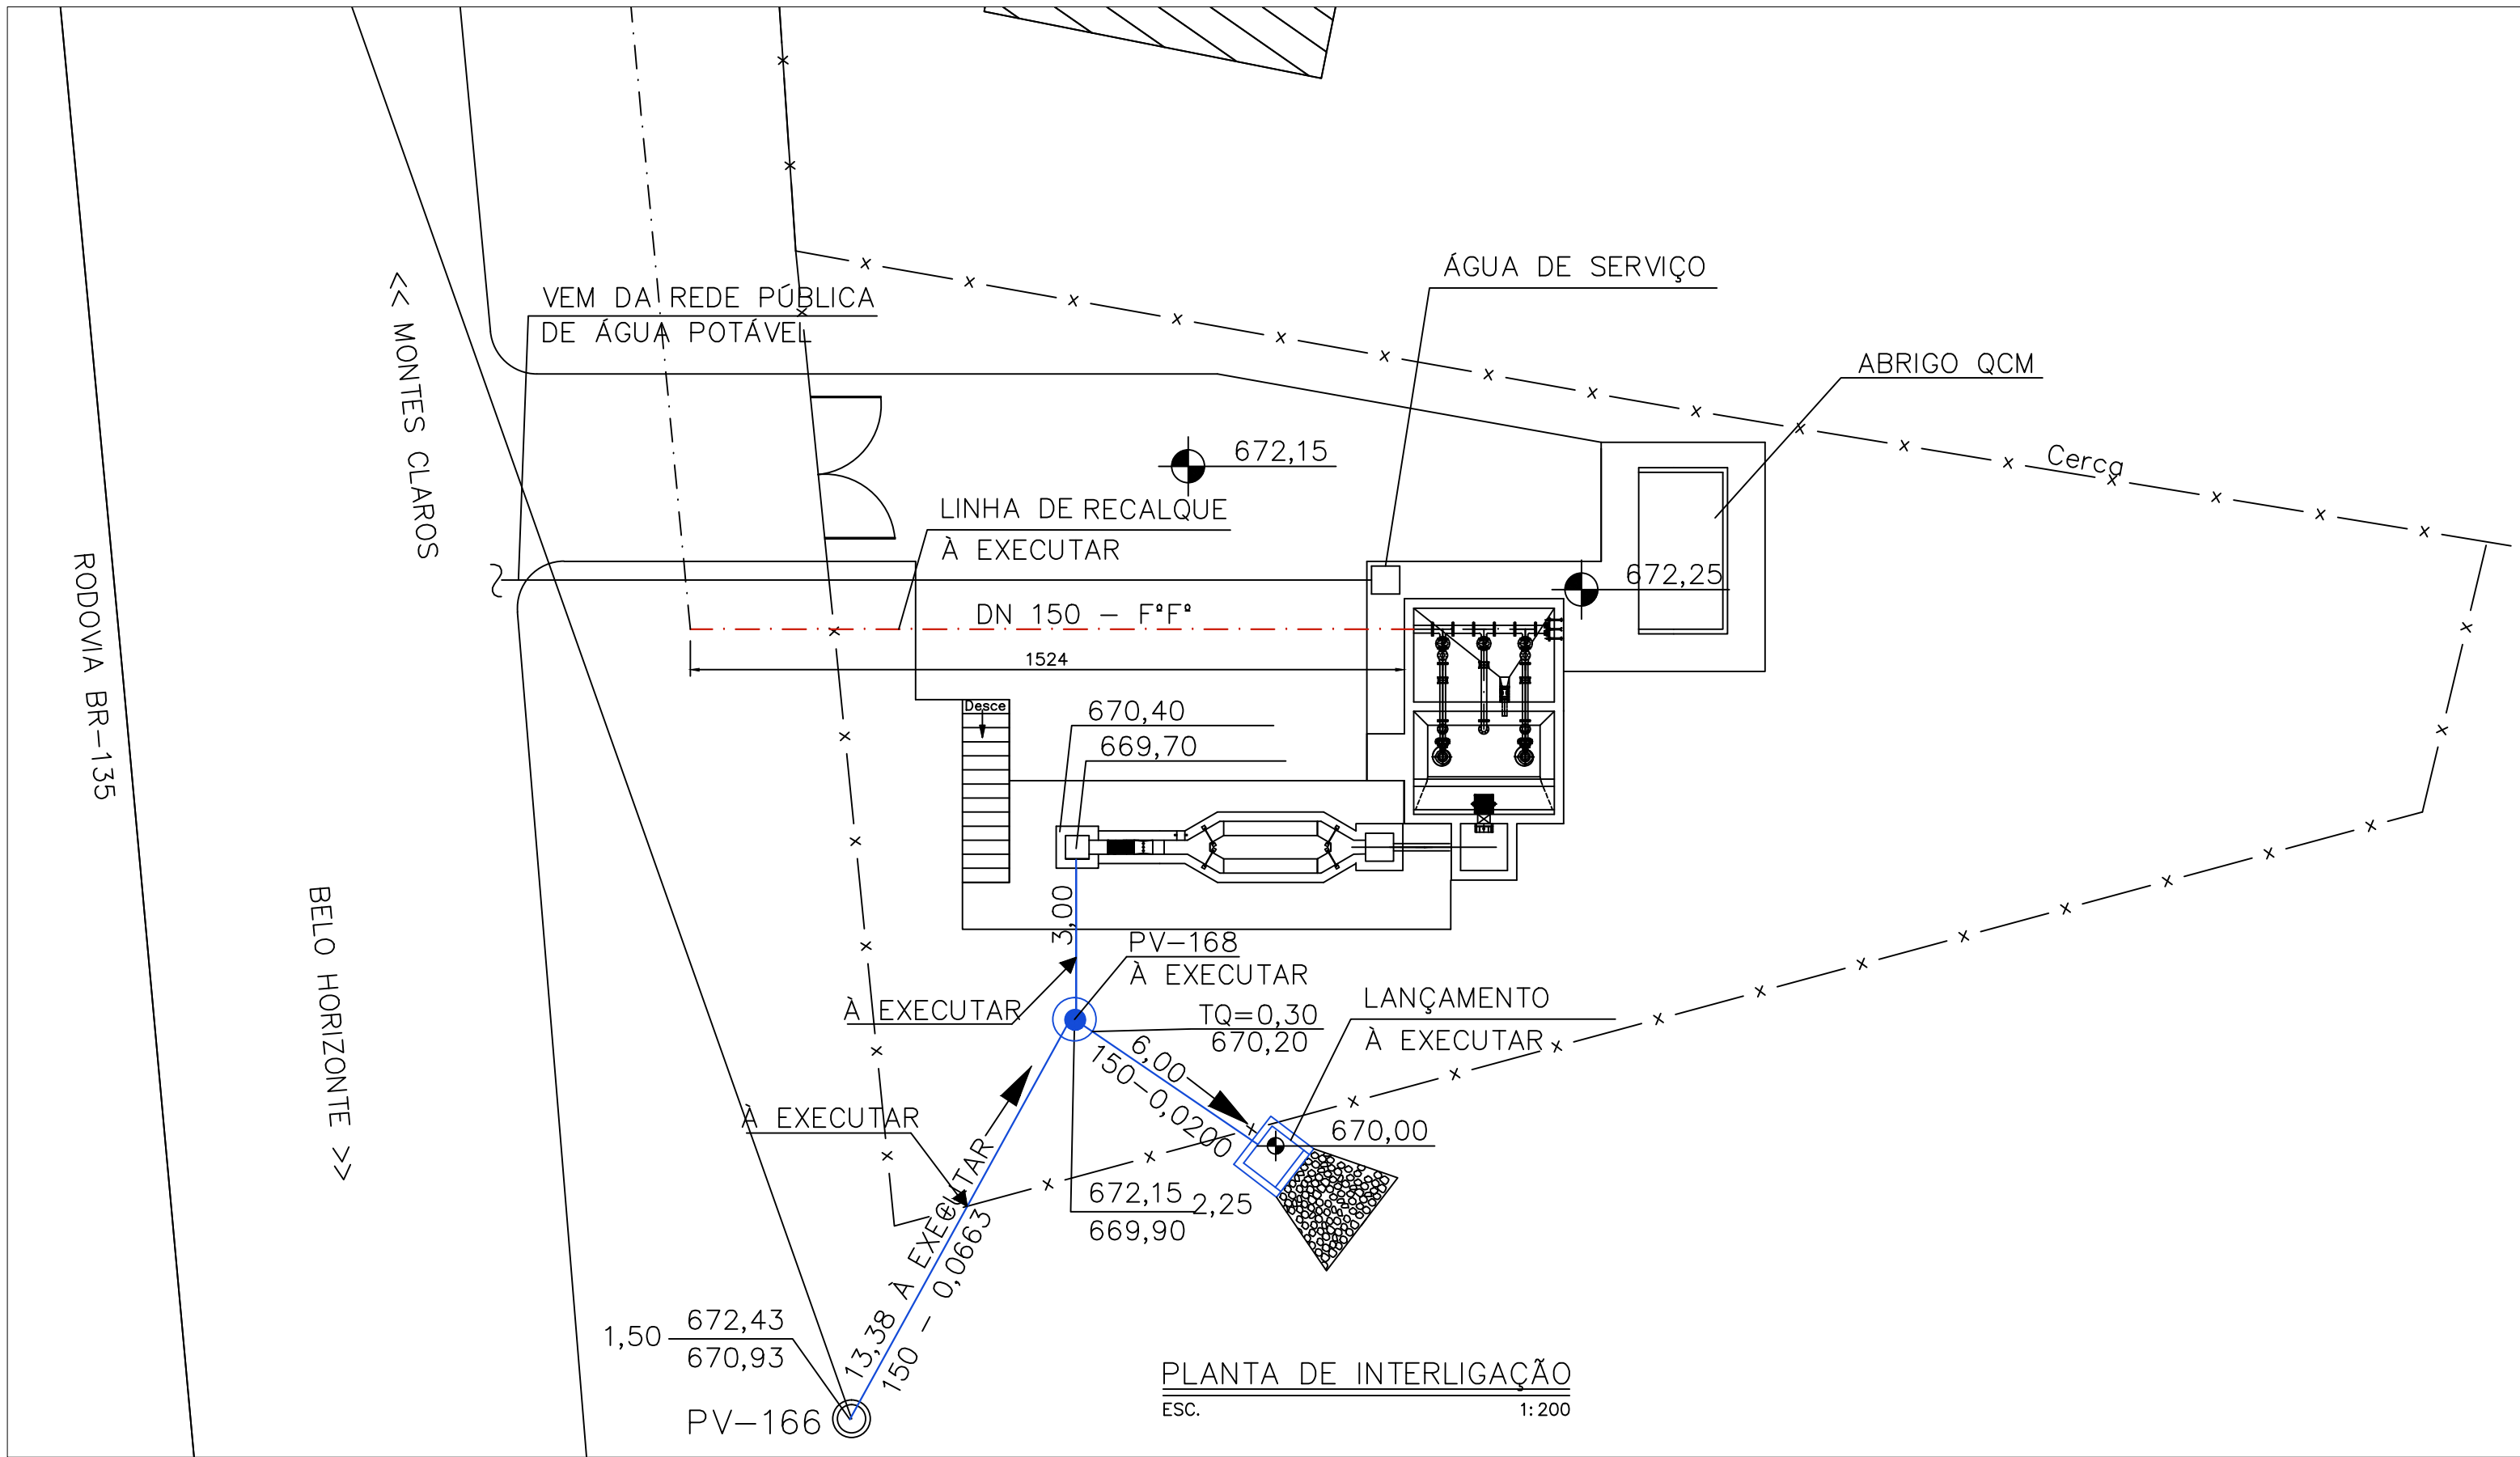 VEM DA REDE PÚBLICA
DE ÁGUA POTÁVEL
<< MONTES CLAROS
RODOVIA BR-135
BELO HORIZONTE >>
ÁGUA DE SERVIÇO
ABRIGO QCM
Cerca
672,15
672,25
LINHA DE RECALQUE
À EXECUTAR
DN 150 - FºFº
1524
Desce
670,40
669,70
3,00
PV-168
À EXECUTAR
À EXECUTAR
TQ=0,30
670,20
LANÇAMENTO
À EXECUTAR
6,00
150-0,0200
670,00
À EXECUTAR
672,15
2,25
669,90
13,38 À EXECUTAR
150 - 0,0663
672,43
1,50
670,93
PV-166
PLANTA DE INTERLIGAÇÃO
ESC. 1:200